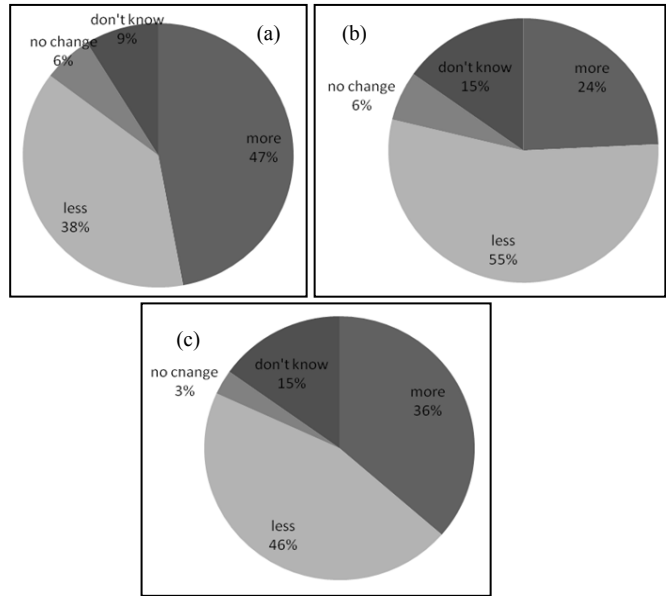 (a)
don't know
9%
no change
6%
more
47%
less
38%
(b)
don't know
15%
more
24%
no change
6%
less
55%
(c)
don't know
15%
no change
3%
more
36%
less
46%